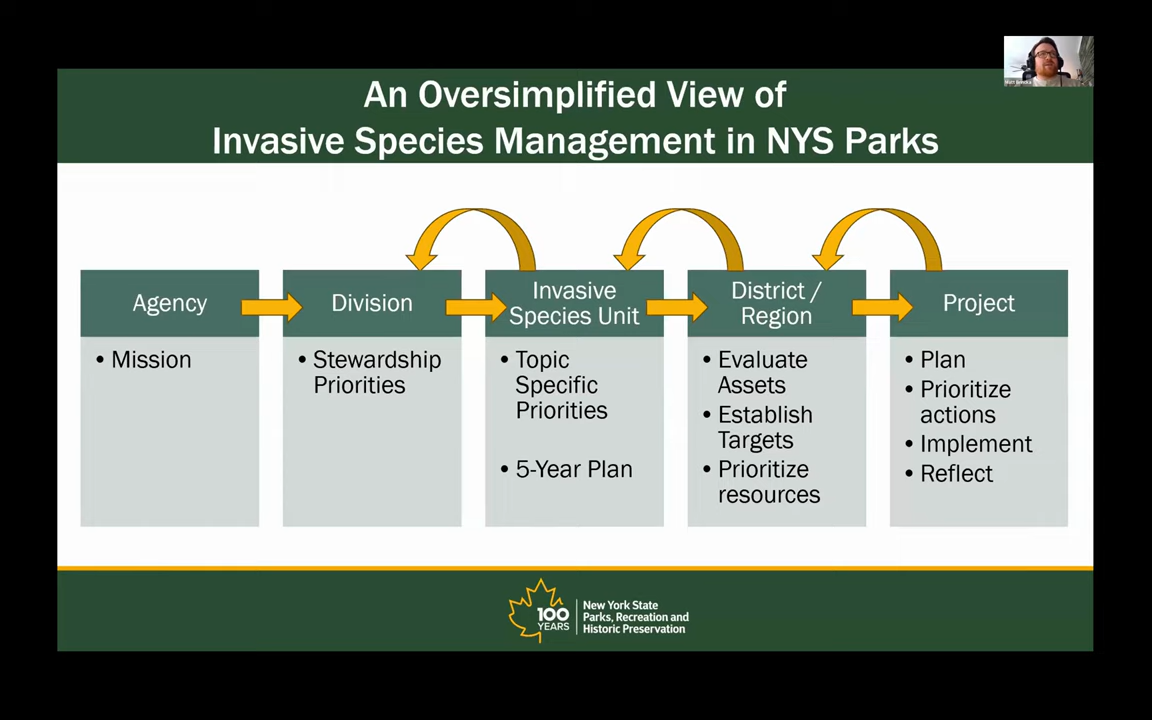 An Oversimplified View of
Invasive Species Management in NYS Parks
Agency
• Mission
Division
• Stewardship
Priorities
Invasive
Species Unit
• Topic
Specific
Priorities
• 5-Year Plan
District /
Region
• Evaluate
Assets
• Establish
Targets
• Prioritize
resources
Project
• Plan
• Prioritize
actions
• Implement
• Reflect
100
YEARS
New York State
Parks, Recreation and
Historic Preservation